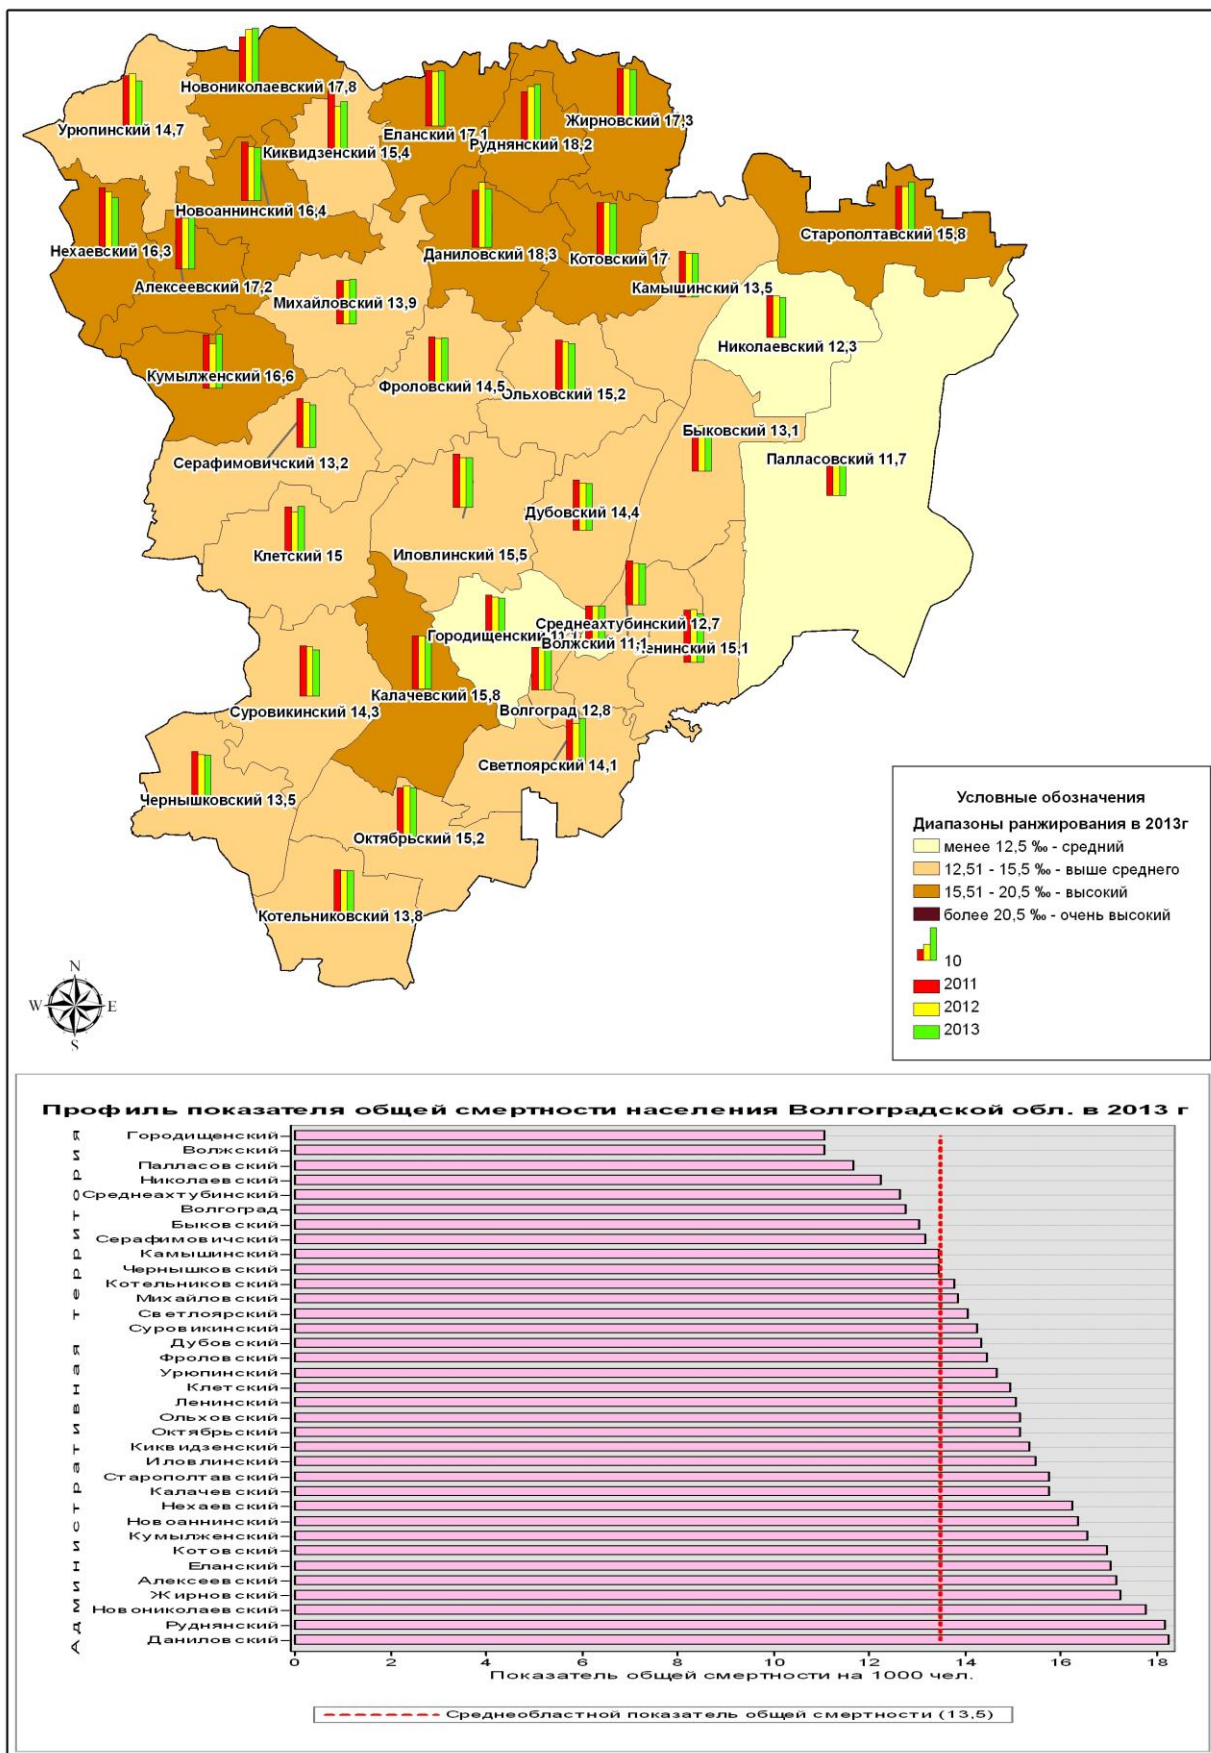 Новониколаевский 17,8
Урюпинский 14,7
Киквидзенский 15,4
Еланский 17,1
Руднянский 18,2
Жирновский 17,3
Новоаннинский 16,4
Нехаевский 16,3
Алексеевский 17,2
Даниловский 18,3
Котовский 17
Старополтавский 15,8
Камышинский 13,5
Михайловский 13,9
Николаевский 12,3
Кумылженский 16,6
Фроловский 14,5
Ольховский 15,2
Быковский 13,1
Серафимовичский 13,2
Палласовский 11,7
Дубовский 14,4
Клетский 15
Иловлинский 15,5
Среднеахтубинский 12,7
Городищенский
Волжский 11,1
Ленинский 15,1
Калачевский 15,8
Суровикинский 14,3
Волгоград 12,8
Светлоярский 14,1
Чернышковский 13,5
Октябрьский 15,2
Котельниковский 13,8
N
W E
S
Условные обозначения
Диапазоны ранжирования в 2013г
менее 12,5 ‰ - средний
12,51 - 15,5 ‰ - выше среднего
15,51 - 20,5 ‰ - высокий
более 20,5 ‰ - очень высокий
10
2011
2012
2013
Профиль показателя общей смертности населения Волгоградской обл. в 2013 г
Административная территория
Городищенский
Волжский
Палласовский
Николаевский
Среднеахтубинский
Волгоград
Быковский
Серафимовичский
Камышинский
Чернышковский
Котельниковский
Михайловский
Светлоярский
Суровикинский
Дубовский
Фроловский
Урюпинский
Клетский
Ленинский
Ольховский
Октябрьский
Киквидзенский
Иловлинский
Старополтавский
Калачевский
Нехаевский
Новоаннинский
Кумылженский
Котовский
Еланский
Алексеевский
Жирновский
Новониколаевский
Руднянский
Даниловский
0 2 4 6 8 10 12 14 16 18
Показатель общей смертности на 1000 чел.
Среднеобластной показатель общей смертности (13,5)